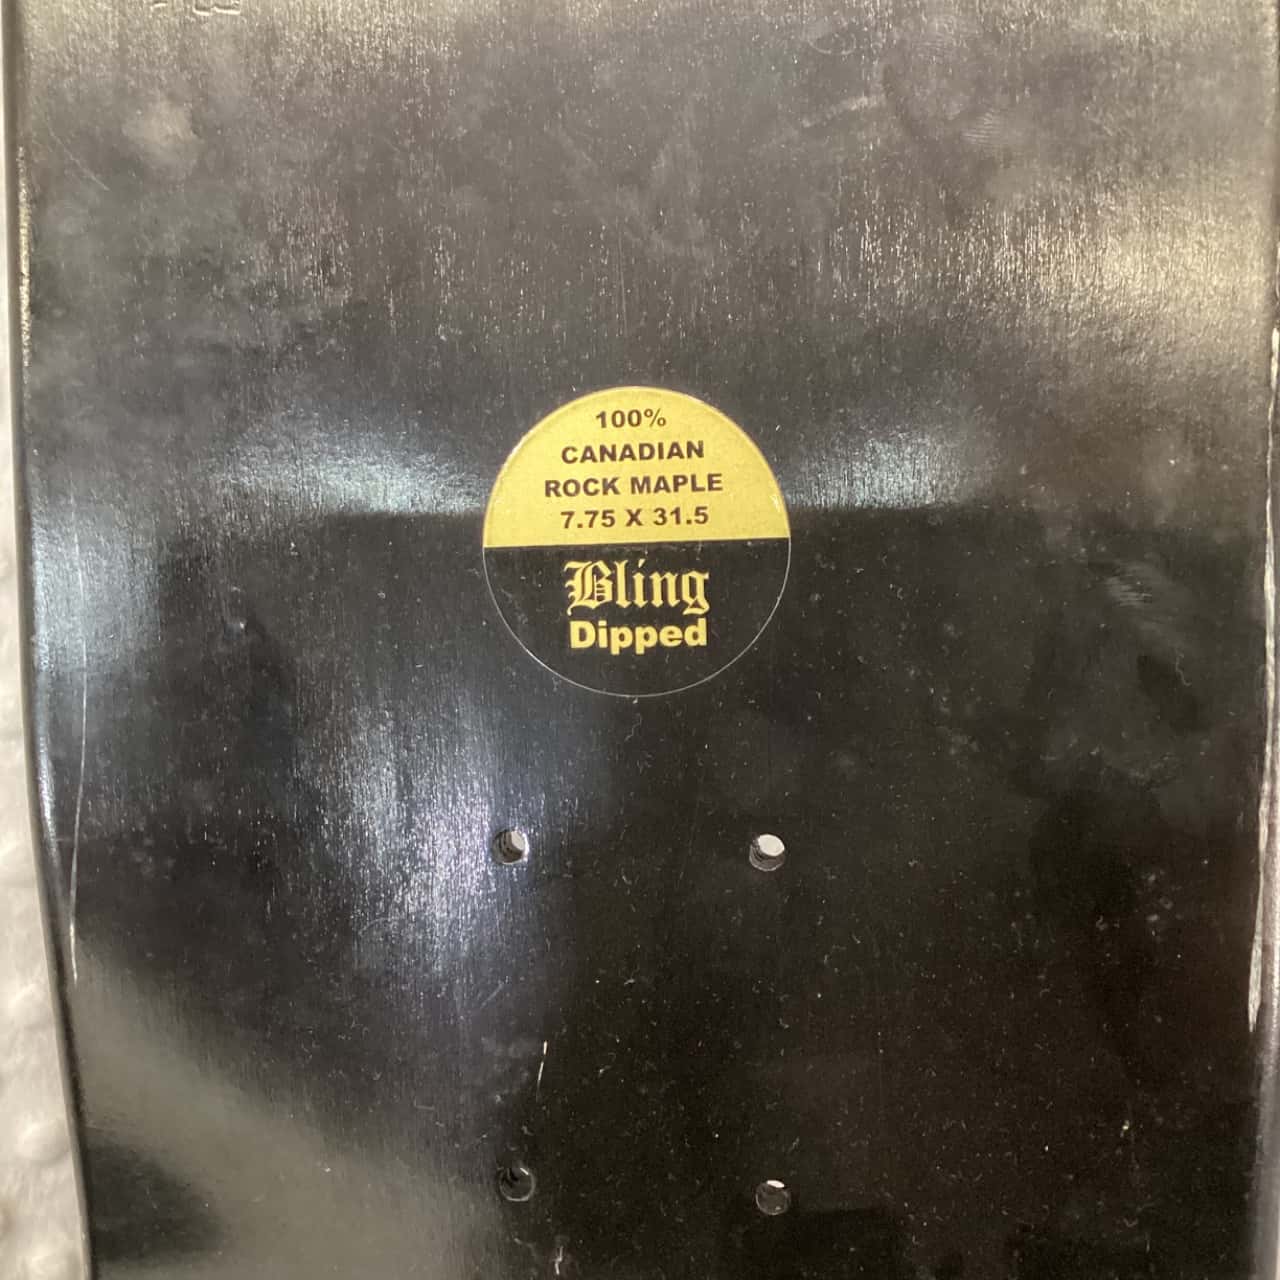 100%
CANADIAN
ROCK MAPLE
7.75 X 31.5
Bling
Dipped